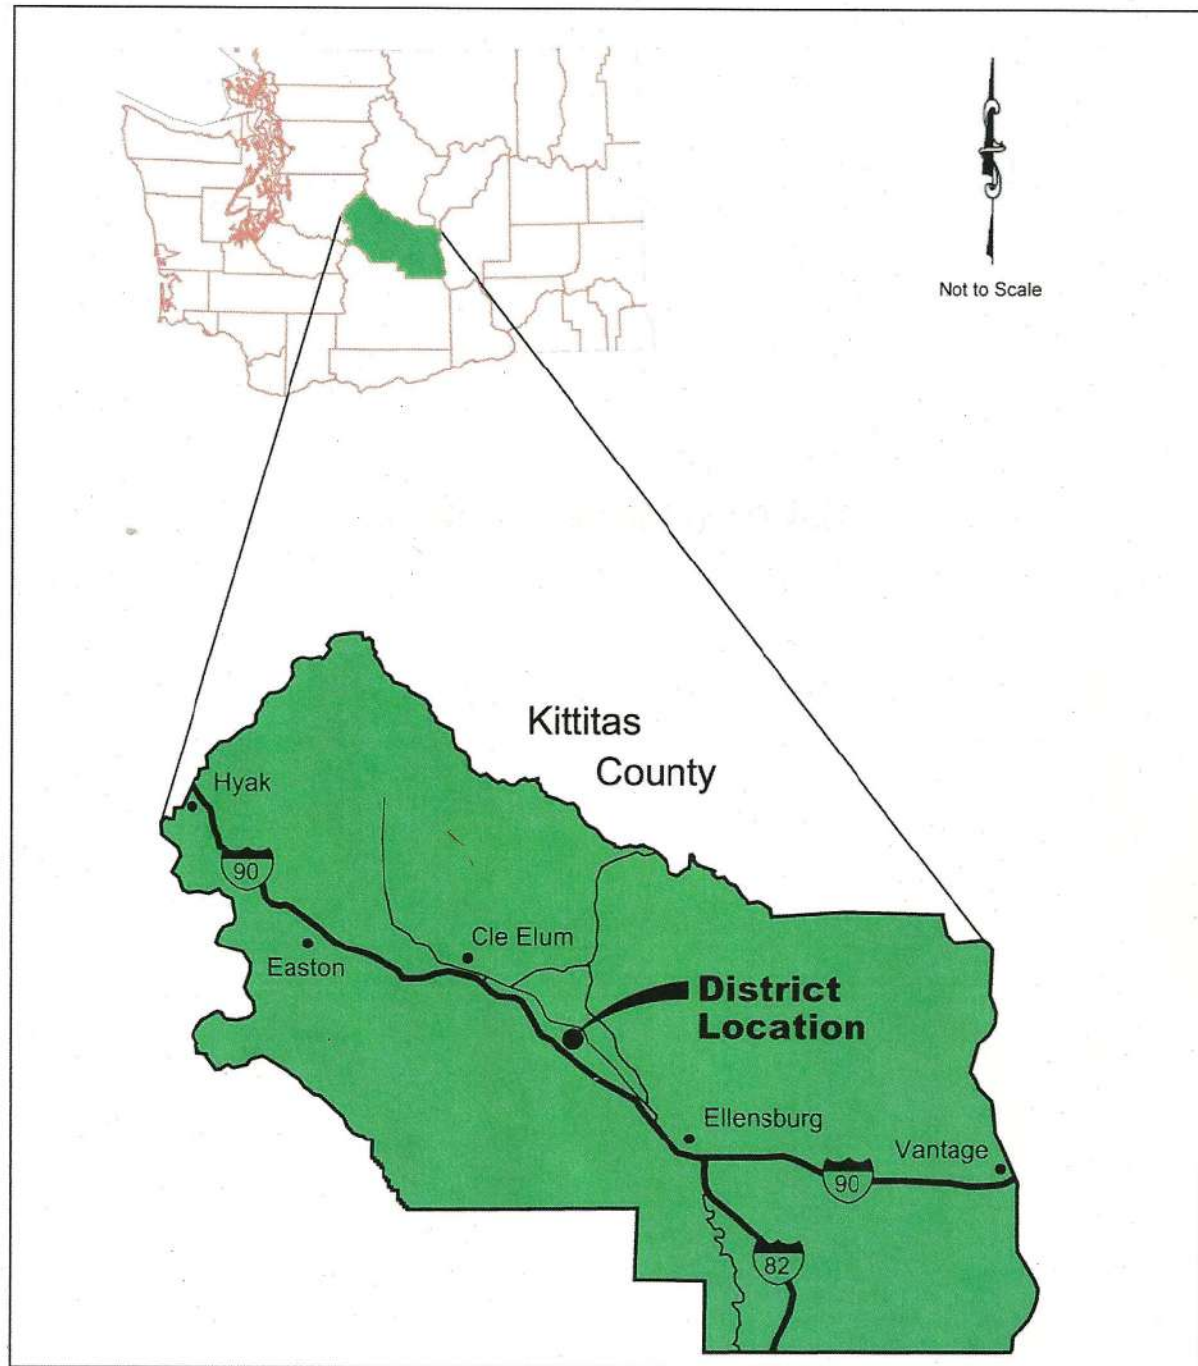 Not to Scale
Kittitas
County
Hyak
90
Cle Elum
Easton
District
Location
Ellensburg
Vantage
90
82